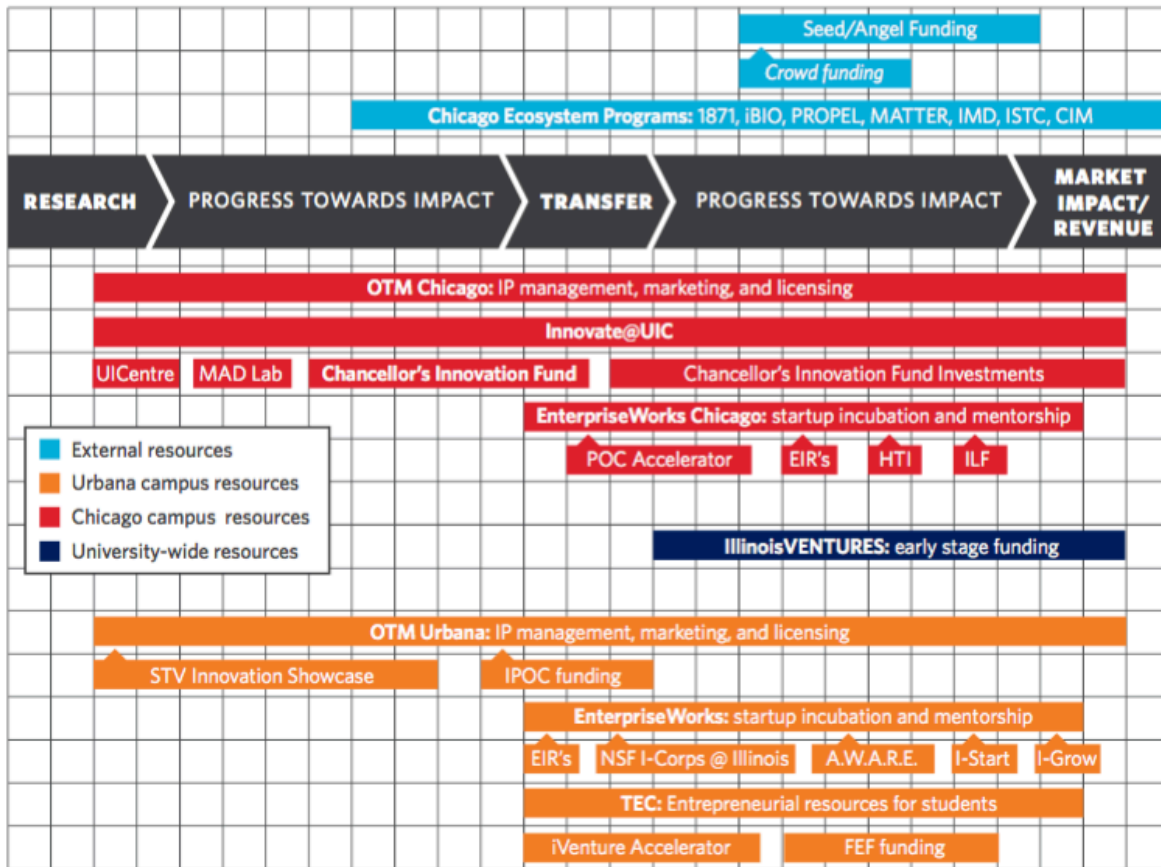 Seed/Angel Funding
Crowd funding
Chicago Ecosystem Programs: 1871, iBIO, PROPEL, MATTER, IMD, ISTC, CIM
RESEARCH
PROGRESS TOWARDS IMPACT
TRANSFER
PROGRESS TOWARDS IMPACT
MARKET
IMPACT/
REVENUE
OTM Chicago: IP management, marketing, and licensing
Innovate@UIC
UICentre
MAD Lab
Chancellor's Innovation Fund
Chancellor's Innovation Fund Investments
EnterpriseWorks Chicago: startup incubation and mentorship
POC Accelerator
EIR's
HTI
ILF
External resources
Urbana campus resources
Chicago campus resources
University-wide resources
IllinoisVENTURES: early stage funding
OTM Urbana: IP management, marketing, and licensing
STV Innovation Showcase
IPOC funding
EnterpriseWorks: startup incubation and mentorship
EIR's
NSF I-Corps @ Illinois
A.W.A.R.E.
I-Start
I-Grow
TEC: Entrepreneurial resources for students
iVenture Accelerator
FEF funding